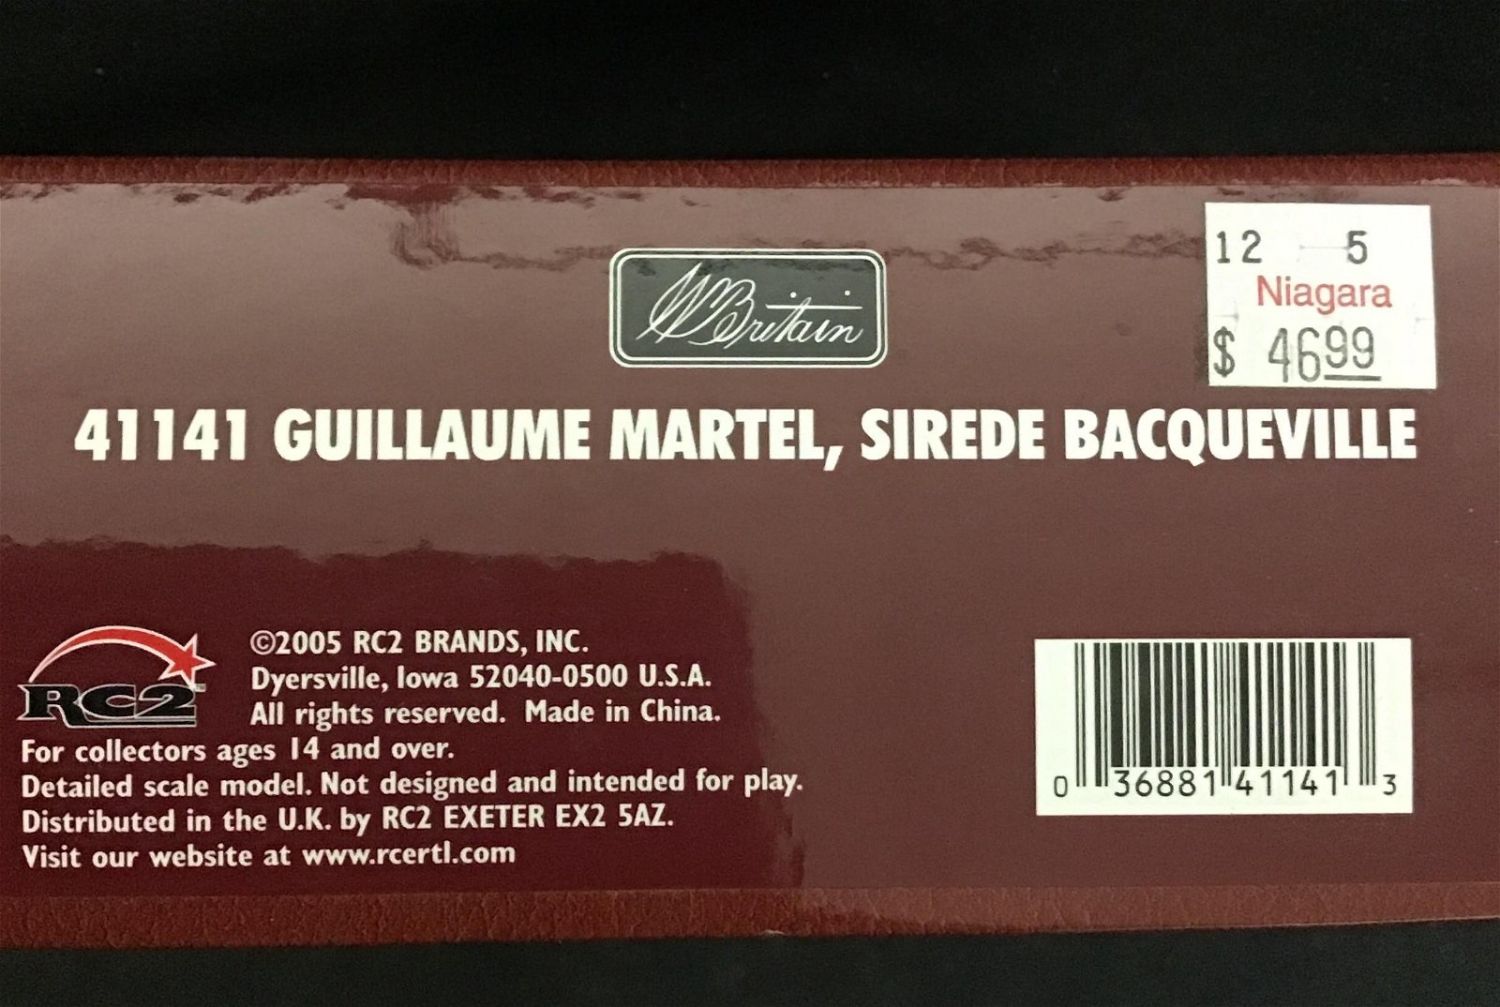 12 5
Niagara
$ 4699
WBritain
41141 GUILLAUME MARTEL, SIREDE BACQUEVILLE
RC2™
©2005 RC2 BRANDS, INC.
Dyersville, Iowa 52040-0500 U.S.A.
All rights reserved. Made in China.
For collectors ages 14 and over.
Detailed scale model. Not designed and intended for play.
Distributed in the U.K. by RC2 EXETER EX2 5AZ.
Visit our website at www.rcertl.com
0 36881 41141 3